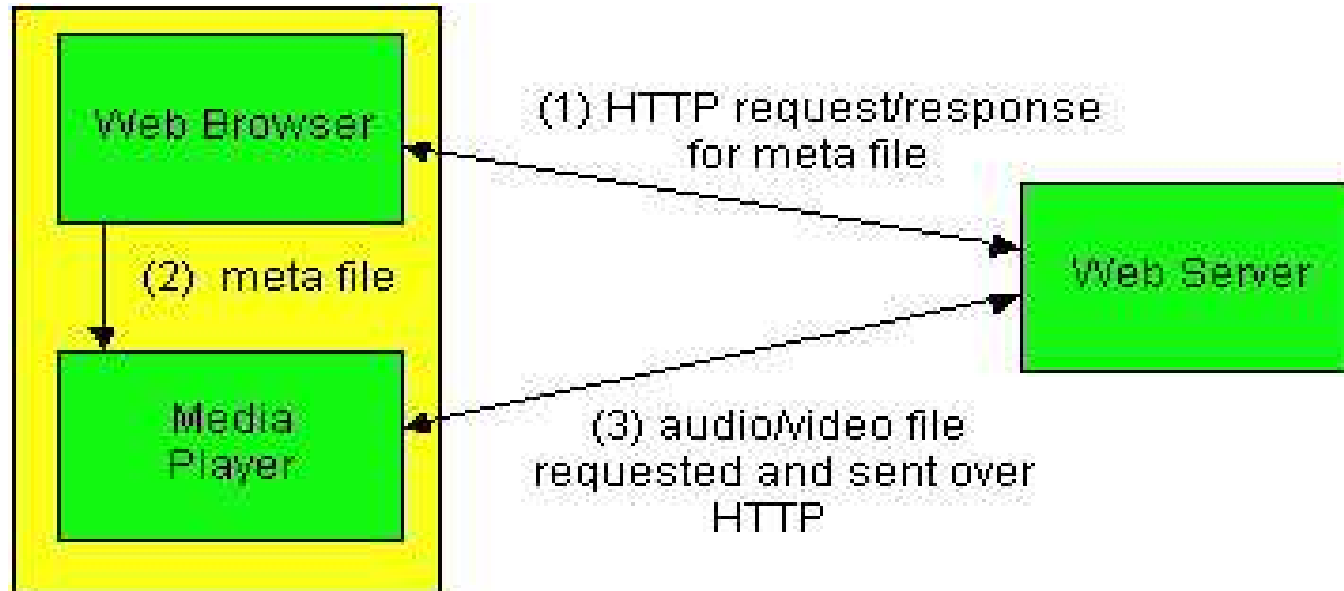 Web Browser
(1) HTTP request/response
for meta file
Web Server
(2) meta file
Media
Player
(3) audio/video file
requested and sent over
HTTP